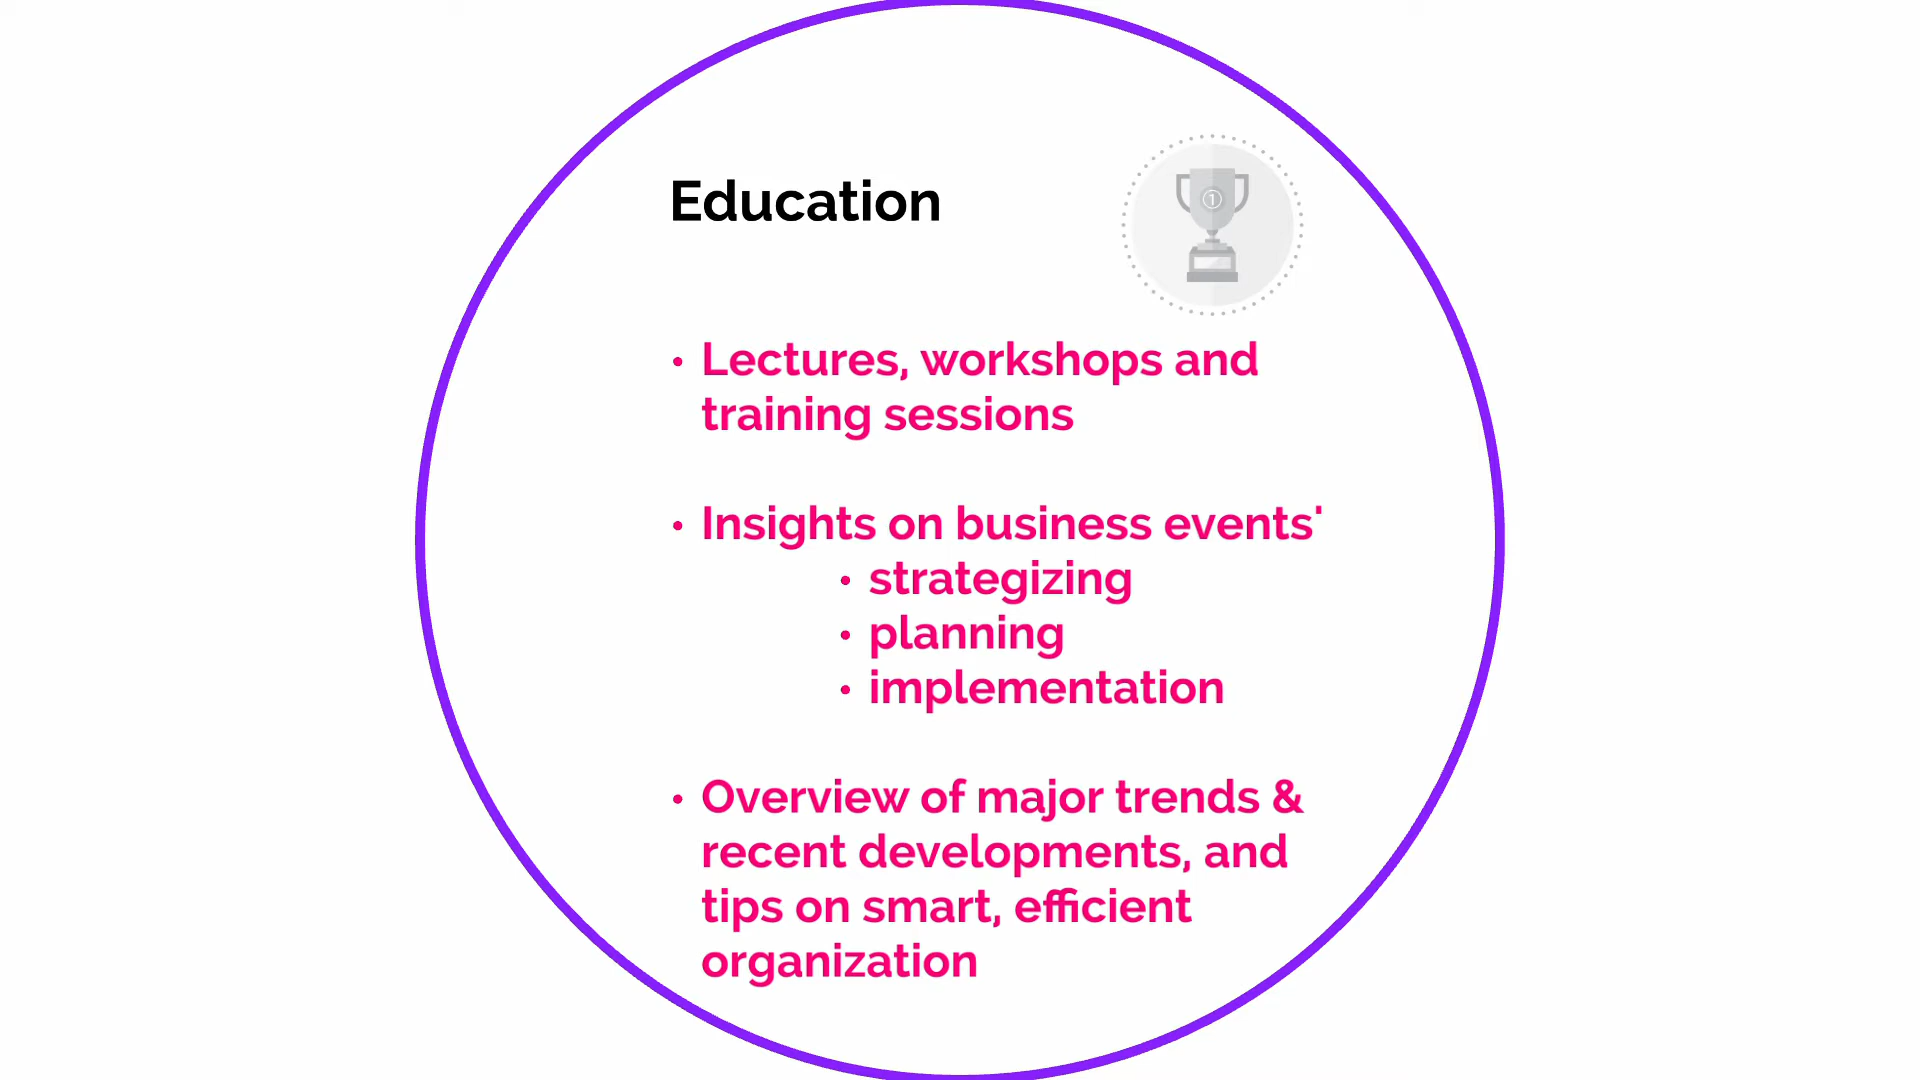 Education
1
• Lectures, workshops and
training sessions
• Insights on business events'
• strategizing
• planning
• implementation
• Overview of major trends &
recent developments, and
tips on smart, efficient
organization